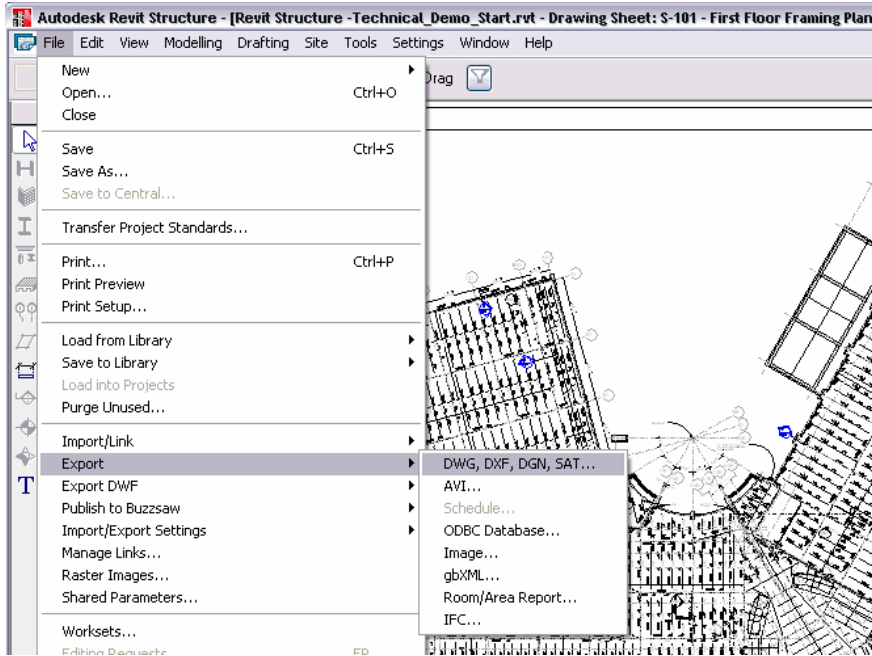 Autodesk Revit Structure - [Revit Structure -Technical_Demo_Start.rvt - Drawing Sheet: S-101 - First Floor Framing Plan
File Edit View Modelling Drafting Site Tools Settings Window Help
New
Drag
Open... Ctrl+O
Close
Save Ctrl+S
Save As...
Save to Central...
Transfer Project Standards...
Print... Ctrl+P
Print Preview
Print Setup...
Load from Library
Save to Library
Load into Projects
Purge Unused...
Import/Link
Export
Export DWF
Publish to Buzzsaw
Import/Export Settings
Manage Links...
Raster Images...
Shared Parameters...
Worksets...
Editing Requests ER
DWG, DXF, DGN, SAT...
AVI...
Schedule...
ODBC Database...
Image...
gbXML...
Room/Area Report...
IFC...
T